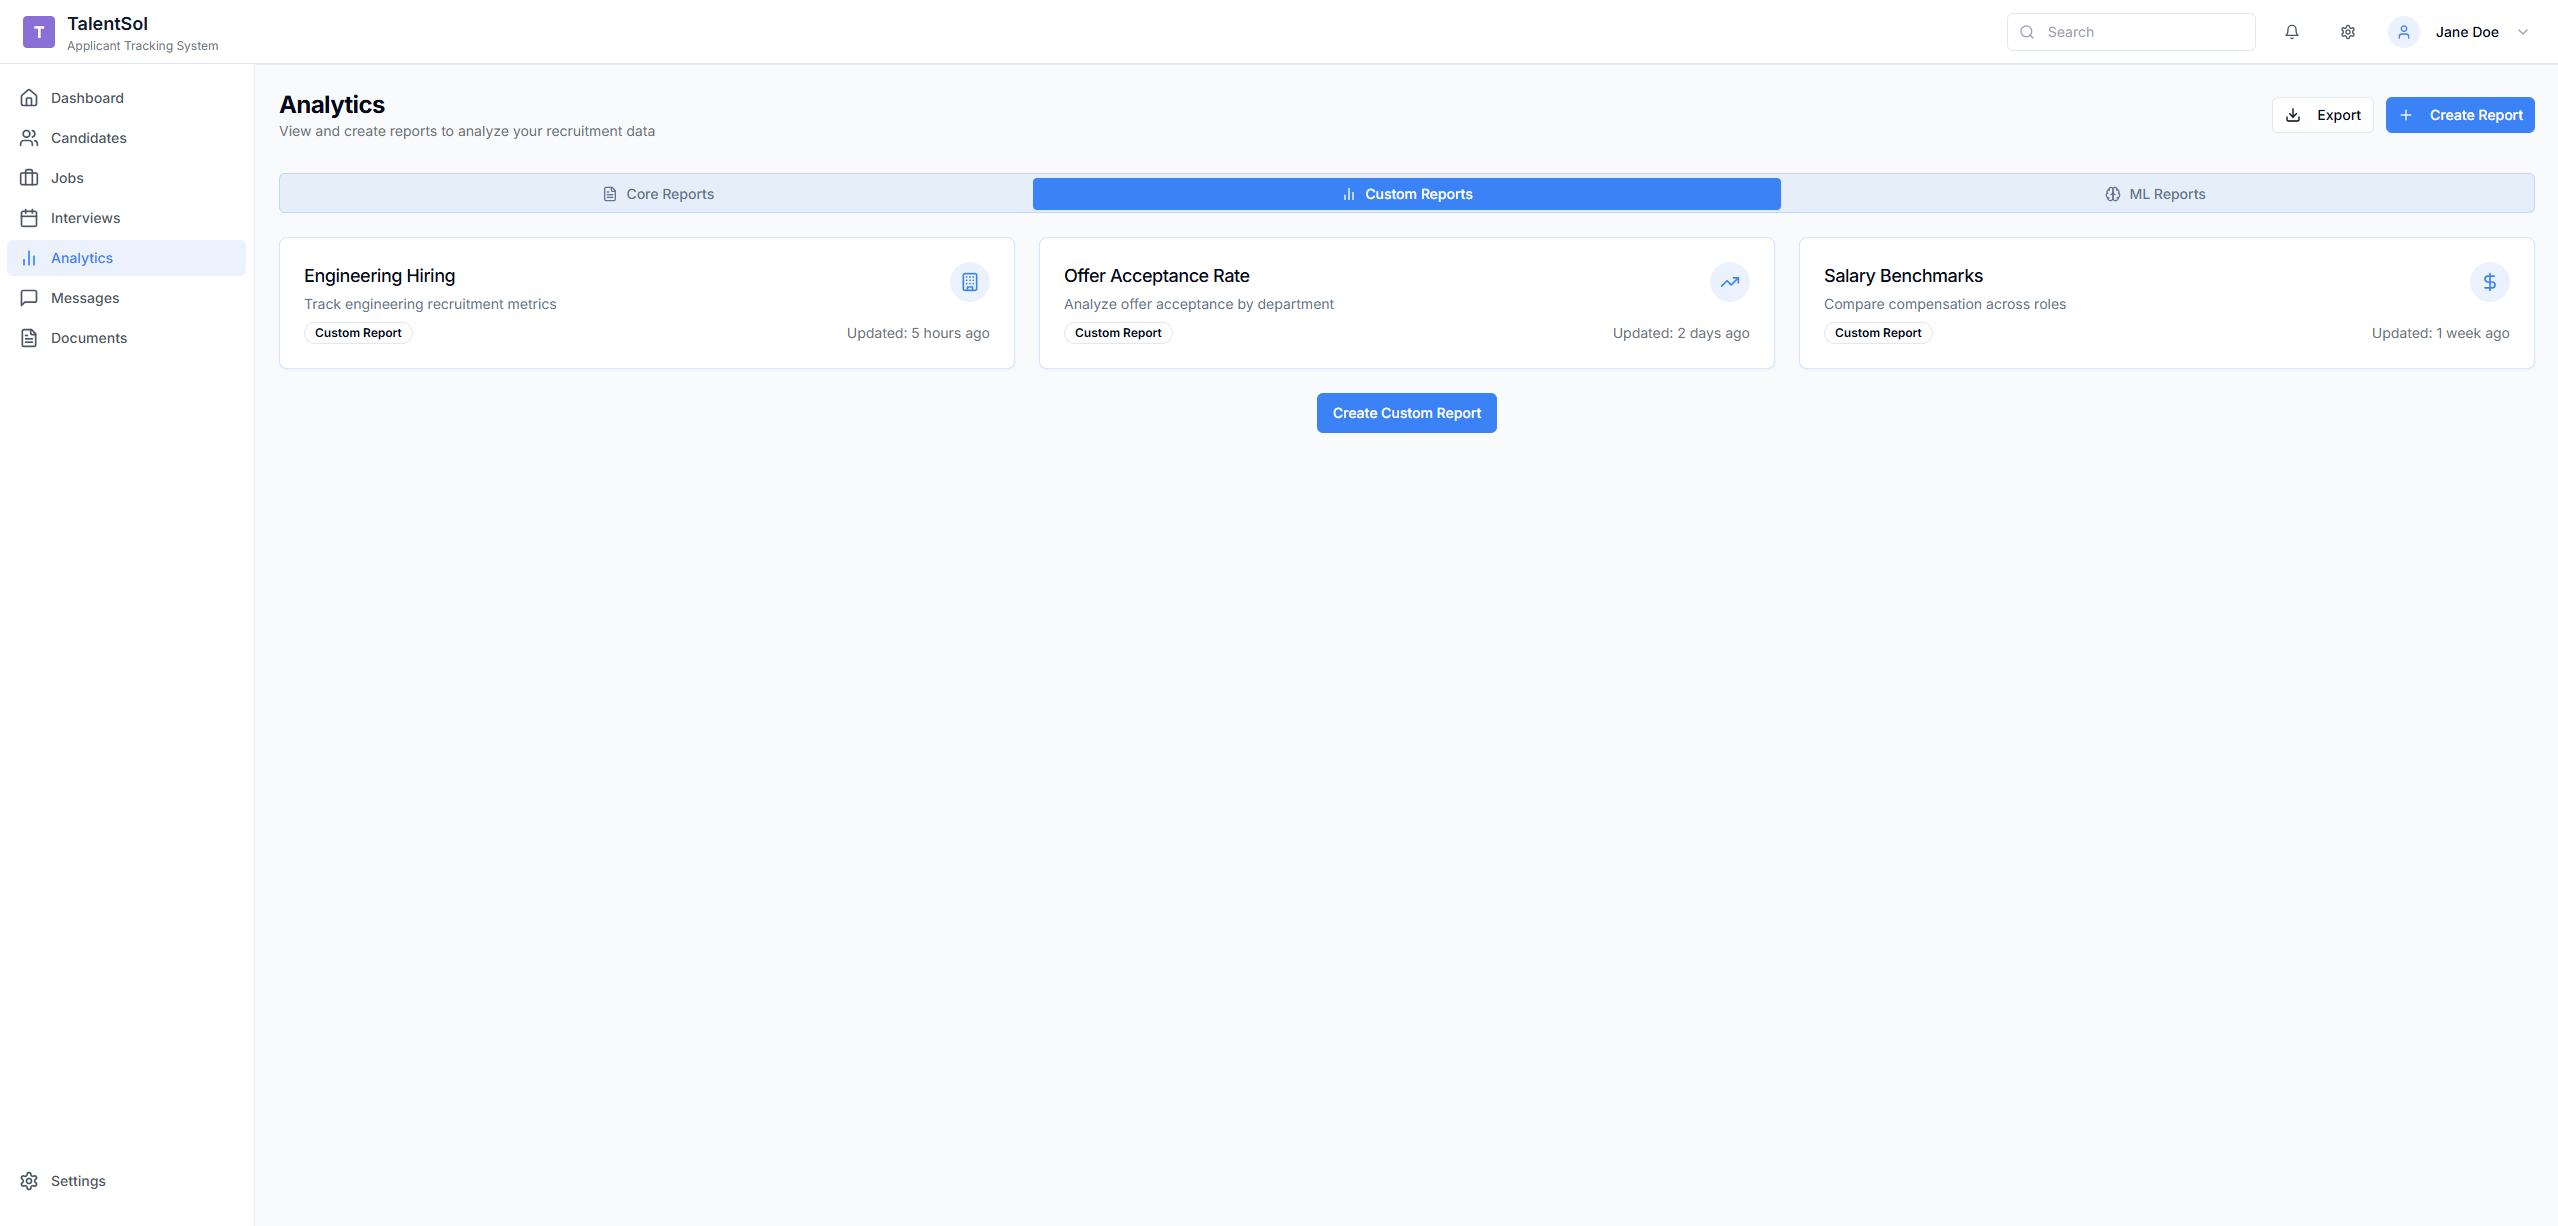 T
TalentSol
Applicant Tracking System
Search
Jane Doe
Dashboard
Candidates
Jobs
Interviews
Analytics
Messages
Documents
Settings
Analytics
View and create reports to analyze your recruitment data
Export
Create Report
Core Reports
Custom Reports
ML Reports
Engineering Hiring
Track engineering recruitment metrics
Custom Report
Updated: 5 hours ago
Offer Acceptance Rate
Analyze offer acceptance by department
Custom Report
Updated: 2 days ago
Salary Benchmarks
Compare compensation across roles
Custom Report
Updated: 1 week ago
Create Custom Report